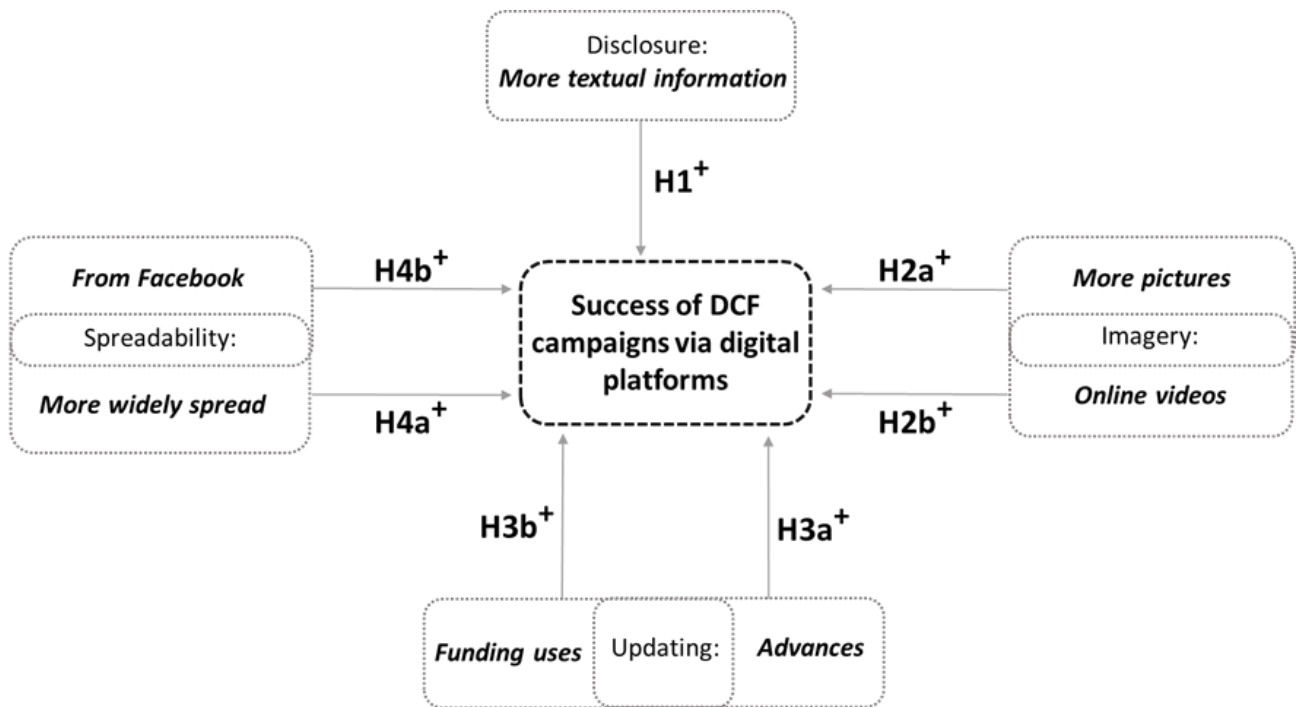 Disclosure:
More textual information
H1+
From Facebook
H4b+
H2a+
More pictures
Spreadability:
Success of DCF
campaigns via digital
platforms
Imagery:
More widely spread
H4a+
H2b+
Online videos
H3b+
H3a+
Funding uses
Updating:
Advances